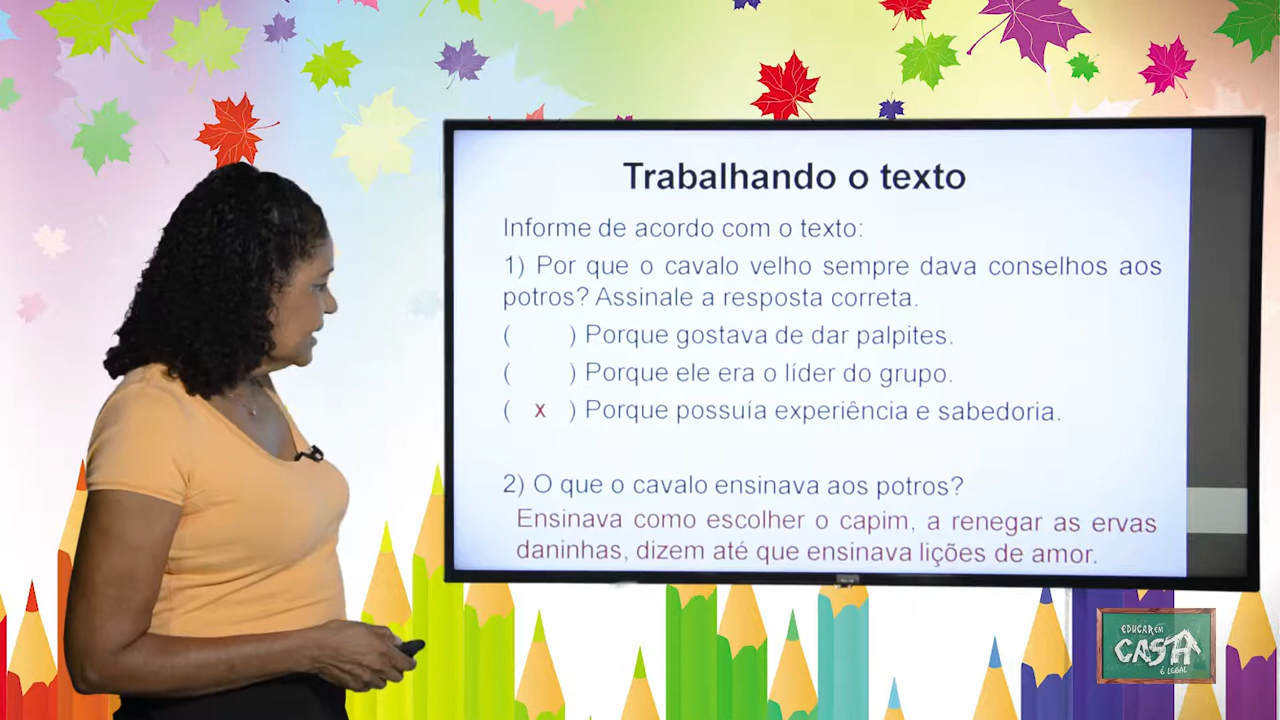 Trabalhando o texto
Informe de acordo com o texto:
1) Por que o cavalo velho sempre dava conselhos aos
potros? Assinale a resposta correta.
( ) Porque gostava de dar palpites.
( ) Porque ele era o líder do grupo.
( x ) Porque possuía experiência e sabedoria.
2) O que o cavalo ensinava aos potros?
Ensinava como escolher o capim, a renegar as ervas
daninhas, dizem até que ensinava lições de amor.
EDUCAR EM
CASA
É LEGAL